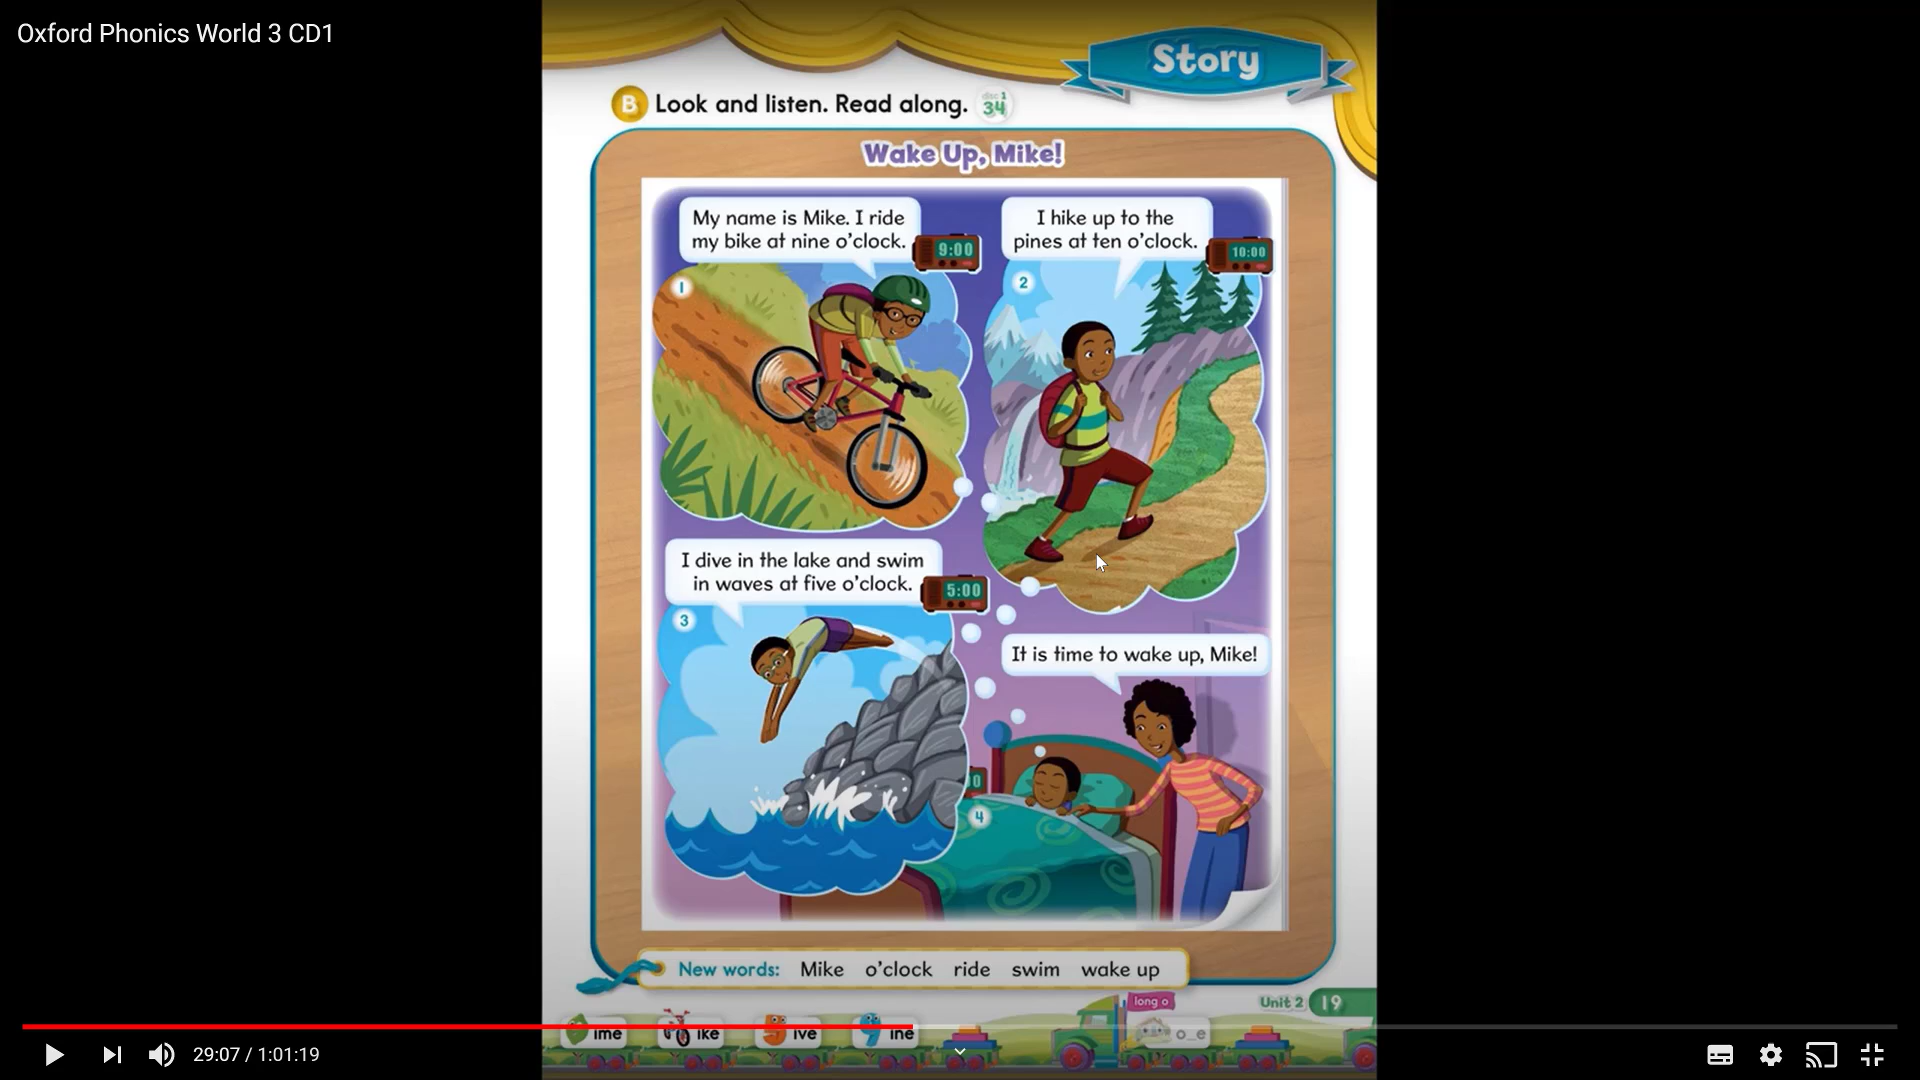 Oxford Phonics World 3 CD1
Story
B Look and listen. Read along. disc 1 34
Wake Up, Mike!
My name is Mike. I ride
my bike at nine o'clock.
9:00
1
I hike up to the
pines at ten o'clock.
10:00
2
I dive in the lake and swim
in waves at five o'clock.
5:00
3
It is time to wake up, Mike!
4
New words: Mike o'clock ride swim wake up
long o
Unit 2 19
ime ike ive ine o_e
29:07 / 1:01:19